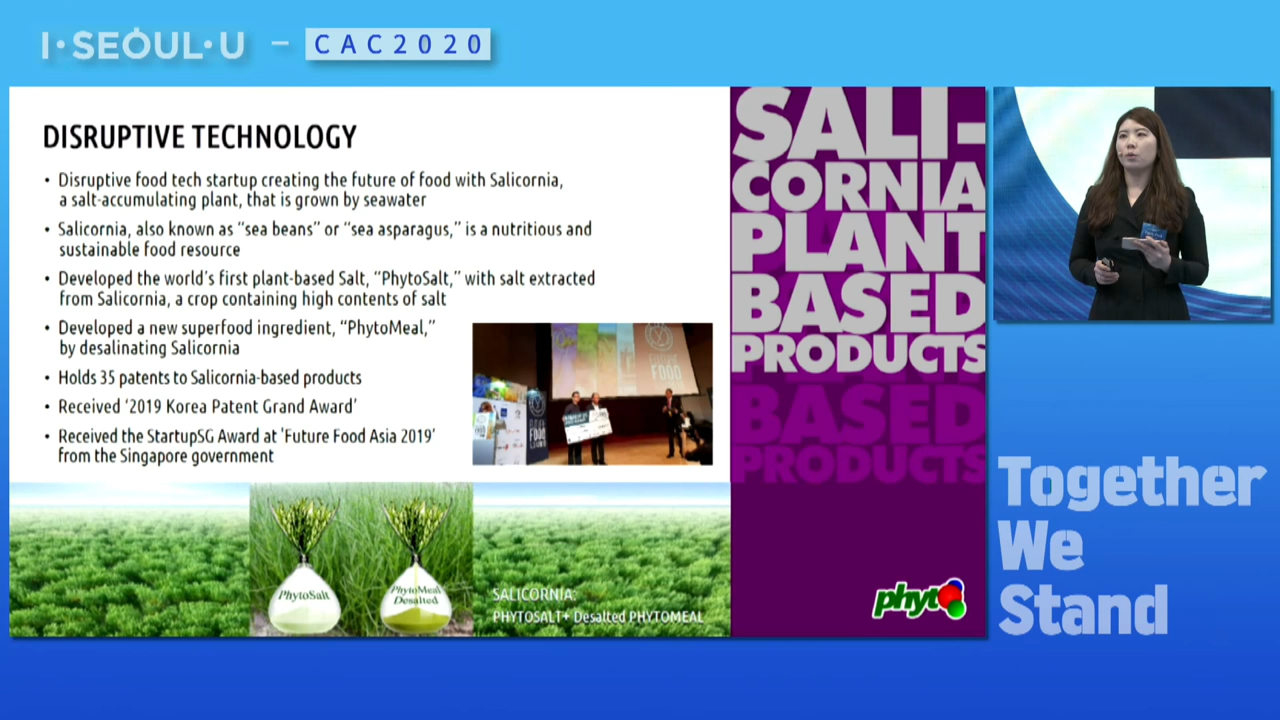 I·SEOUL·U – CAC2020
DISRUPTIVE TECHNOLOGY
• Disruptive food tech startup creating the future of food with Salicornia,
a salt-accumulating plant, that is grown by seawater
• Salicornia, also known as “sea beans” or “sea asparagus,” is a nutritious and
sustainable food resource
• Developed the world's first plant-based Salt, “PhytoSalt,” with salt extracted
from Salicornia, a crop containing high contents of salt
• Developed a new superfood ingredient, “PhytoMeal,”
by desalinating Salicornia
• Holds 35 patents to Salicornia-based products
• Received ‘2019 Korea Patent Grand Award’
• Received the StartupSG Award at 'Future Food Asia 2019'
from the Singapore government
FUTURE
FOOD
PhytoSalt
PhytoMeal
Desalted
SALICORNIA:
PHYTOSALT+ Desalted PHYTOMEAL
SALI-
CORNIA
PLANT
BASED
PRODUCTS
BASED
PRODUCTS
phyto
Together
We
Stand